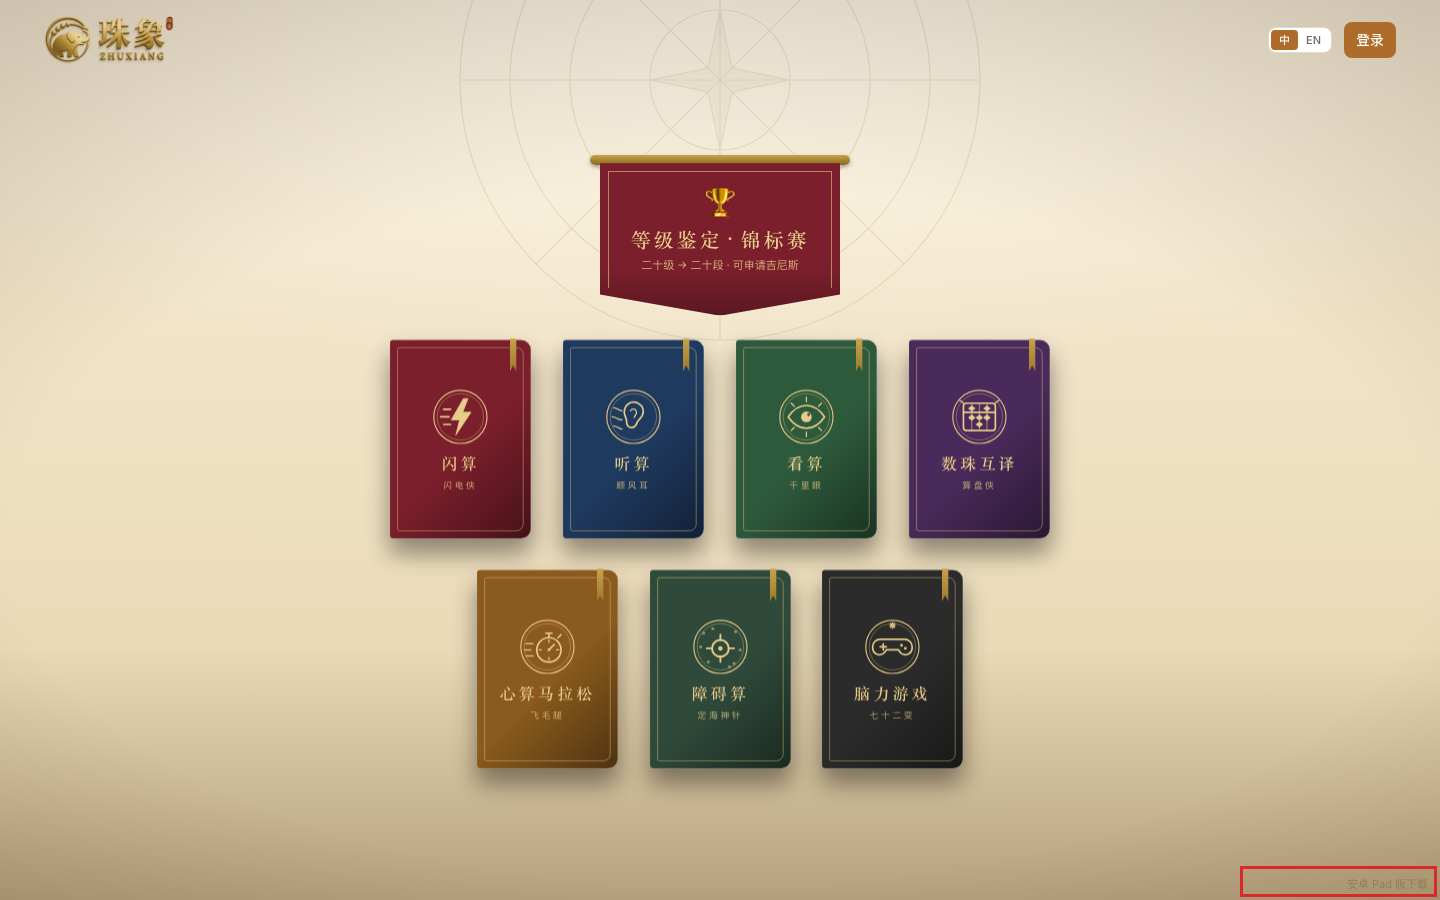 珠象
ZHUXIANG
中 EN
登录
等级鉴定 · 锦标赛
二十级 → 二十段 · 可申请吉尼斯
闪算
闪电侠
听算
顺风耳
看算
千里眼
数珠互译
算盘侠
心算马拉松
飞毛腿
障碍算
定海神针
脑力游戏
七十二变
安卓 Pad 版下载